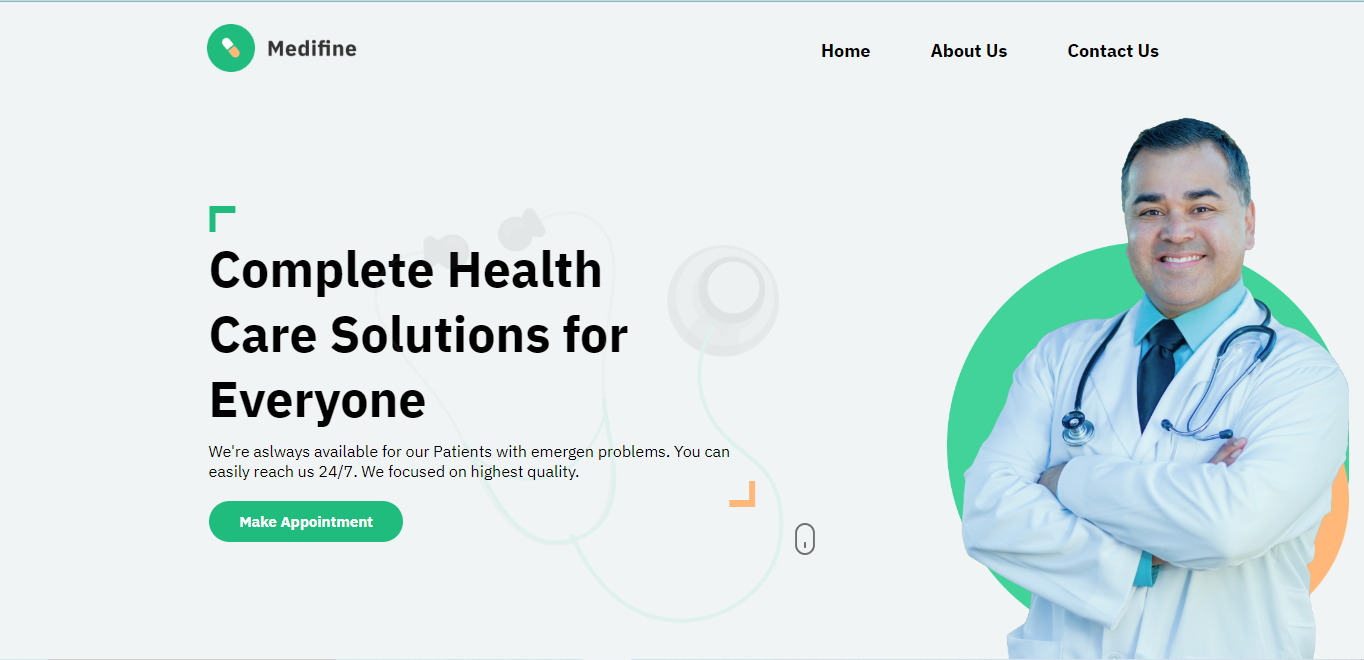 Medifine
Home
About Us
Contact Us
Complete Health
Care Solutions for
Everyone
We're aslways available for our Patients with emergen problems. You can
easily reach us 24/7. We focused on highest quality.
Make Appointment